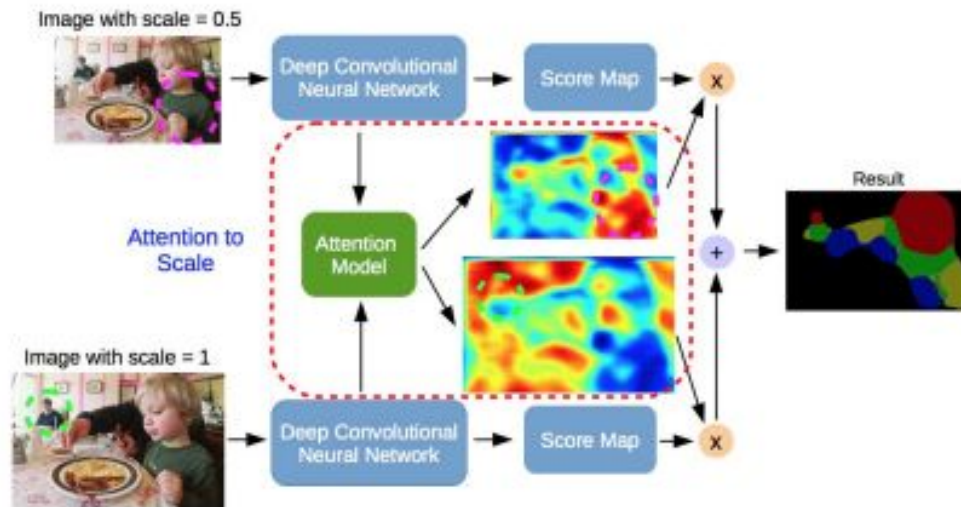 Image with scale = 0.5
Deep Convolutional
Neural Network
Score Map
x
Result
Attention to
Scale
Attention
Model
+
Image with scale = 1
Deep Convolutional
Neural Network
Score Map
x